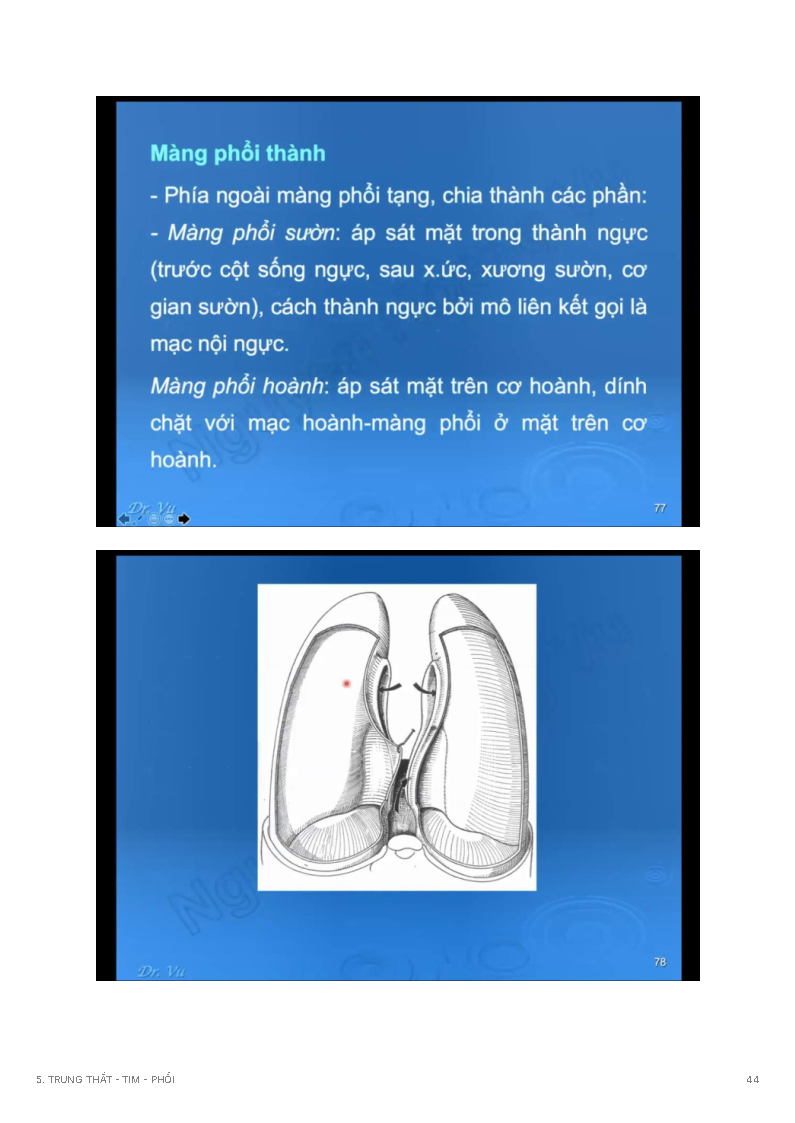 Màng phổi thành
- Phía ngoài màng phổi tạng, chia thành các phần:
- Màng phổi sườn: áp sát mặt trong thành ngực
(trước cột sống ngực, sau x.ức, xương sườn, cơ
gian sườn), cách thành ngực bởi mô liên kết gọi là
mạc nội ngực.
Màng phổi hoành: áp sát mặt trên cơ hoành, dính
chặt với mạc hoành-màng phổi ở mặt trên cơ
hoành.
Dr. Vu
77
Dr. Vu
78
5. TRUNG THẤT - TIM - PHỔI
44